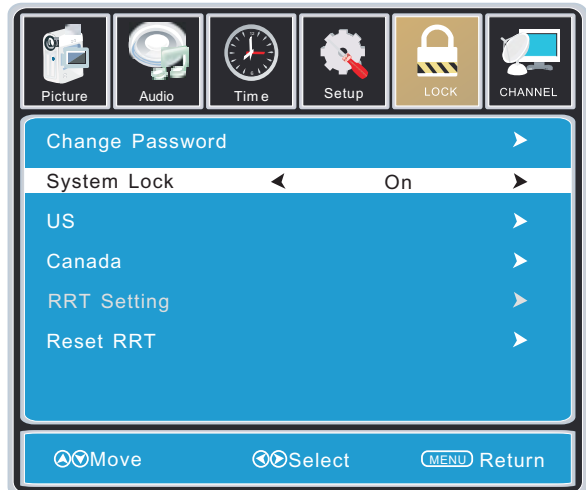 Picture Audio Time Setup LOCK CHANNEL
Change Password
System Lock On
US
Canada
RRT Setting
Reset RRT
Move Select MENU Return